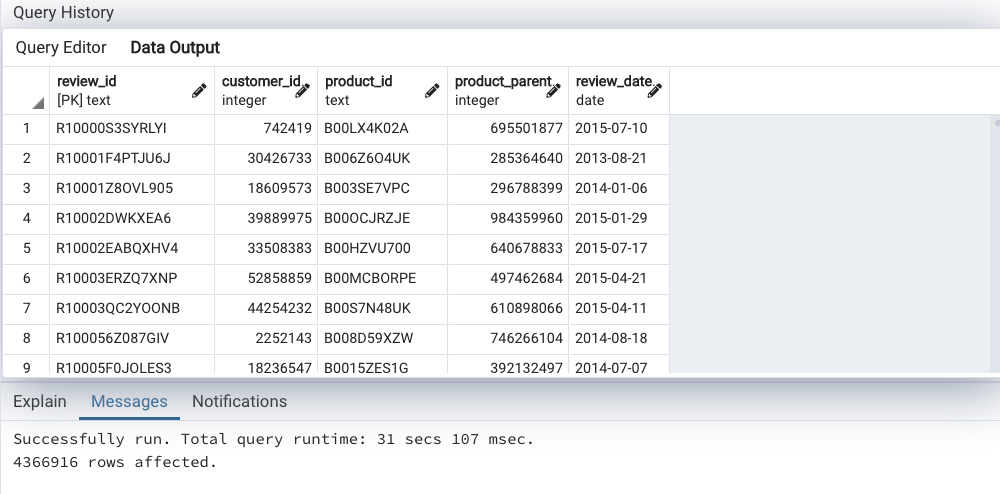 Query History
Query Editor Data Output
review_id customer_id product_id product_parent review_date
[PK] text integer text integer date
1 R10000S3SYRLYI 742419 B00LX4K02A 695501877 2015-07-10
2 R10001F4PTJU6J 30426733 B006Z6O4UK 285364640 2013-08-21
3 R10001Z8OVL905 18609573 B003SE7VPC 296788399 2014-01-06
4 R10002DWKXEA6 39889975 B00OCJRZJE 984359960 2015-01-29
5 R10002EABQXHV4 33508383 B00HZVU700 640678833 2015-07-17
6 R10003ERZQ7XNP 52858859 B00MCBORPE 497462684 2015-04-21
7 R10003QC2YOONB 44254232 B00S7N48UK 610898066 2015-04-11
8 R100056Z087GIV 2252143 B008D59XZW 746266104 2014-08-18
9 R10005F0JOLES3 18236547 B0015ZES1G 392132497 2014-07-07
Explain Messages Notifications
Successfully run. Total query runtime: 31 secs 107 msec.
4366916 rows affected.